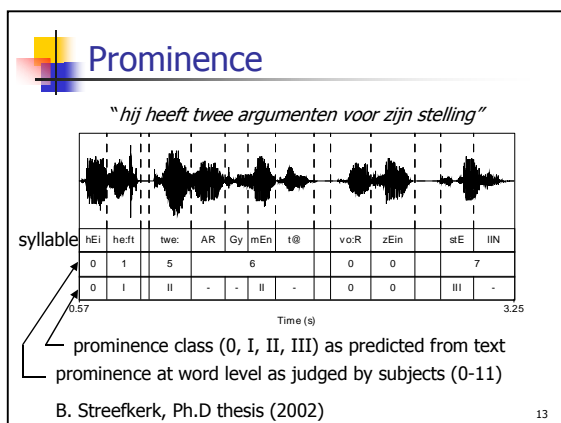 Prominence
"hij heeft twee argumenten voor zijn stelling"
syllable hEi he:ft twe: AR Gy mEn t@ vo:R zEin stE lIN
0 1 5 6 0 0 7
0 I II - - II - 0 0 III -
0.57 3.25
Time (s)
prominence class (0, I, II, III) as predicted from text
prominence at word level as judged by subjects (0-11)
B. Streefkerk, Ph.D thesis (2002)
13